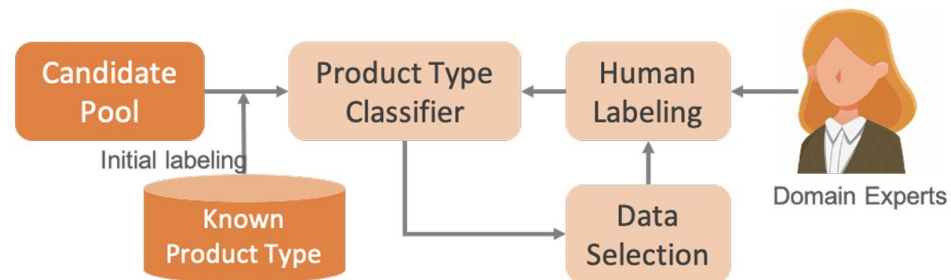 Candidate
Pool
Product Type
Classifier
Human
Labeling
Initial labeling
Known
Product Type
Data
Selection
Domain Experts